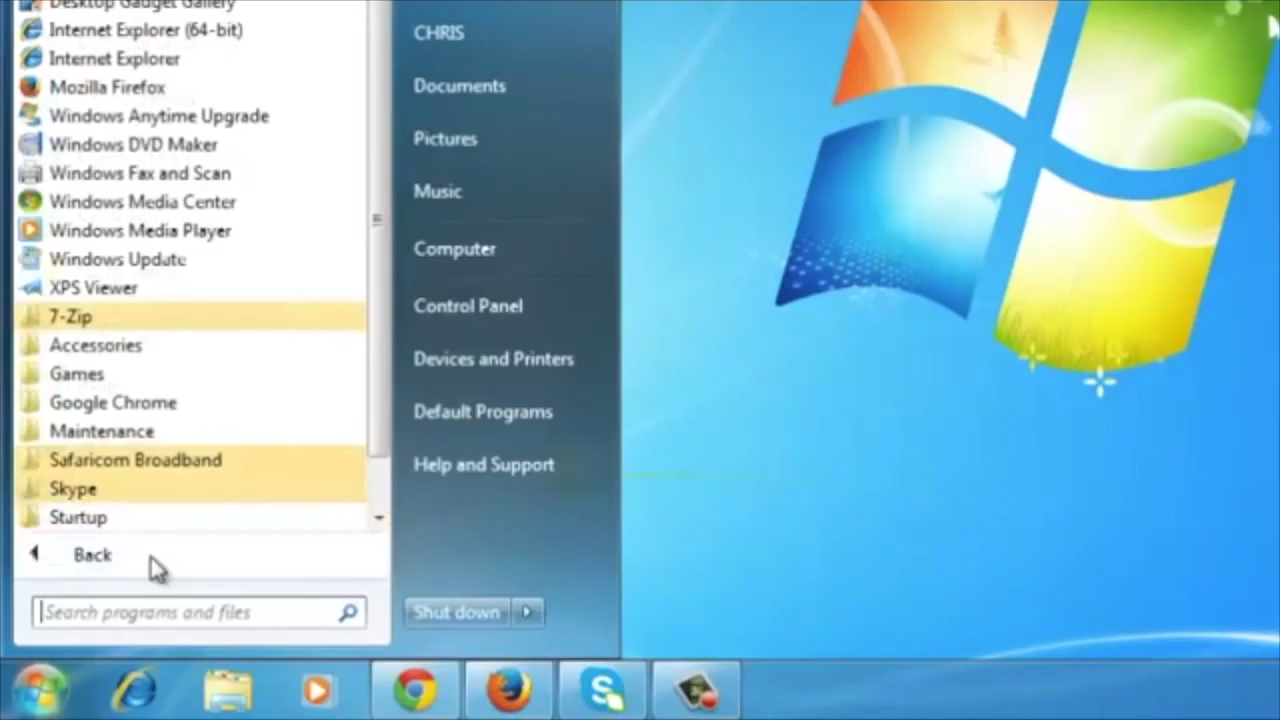 Desktop Gadget Gallery
Internet Explorer (64-bit)
Internet Explorer
Mozilla Firefox
Windows Anytime Upgrade
Windows DVD Maker
Windows Fax and Scan
Windows Media Center
Windows Media Player
Windows Update
XPS Viewer
7-Zip
Accessories
Games
Google Chrome
Maintenance
Safaricom Broadband
Skype
Startup
Back
Search programs and files
CHRIS
Documents
Pictures
Music
Computer
Control Panel
Devices and Printers
Default Programs
Help and Support
Shut down